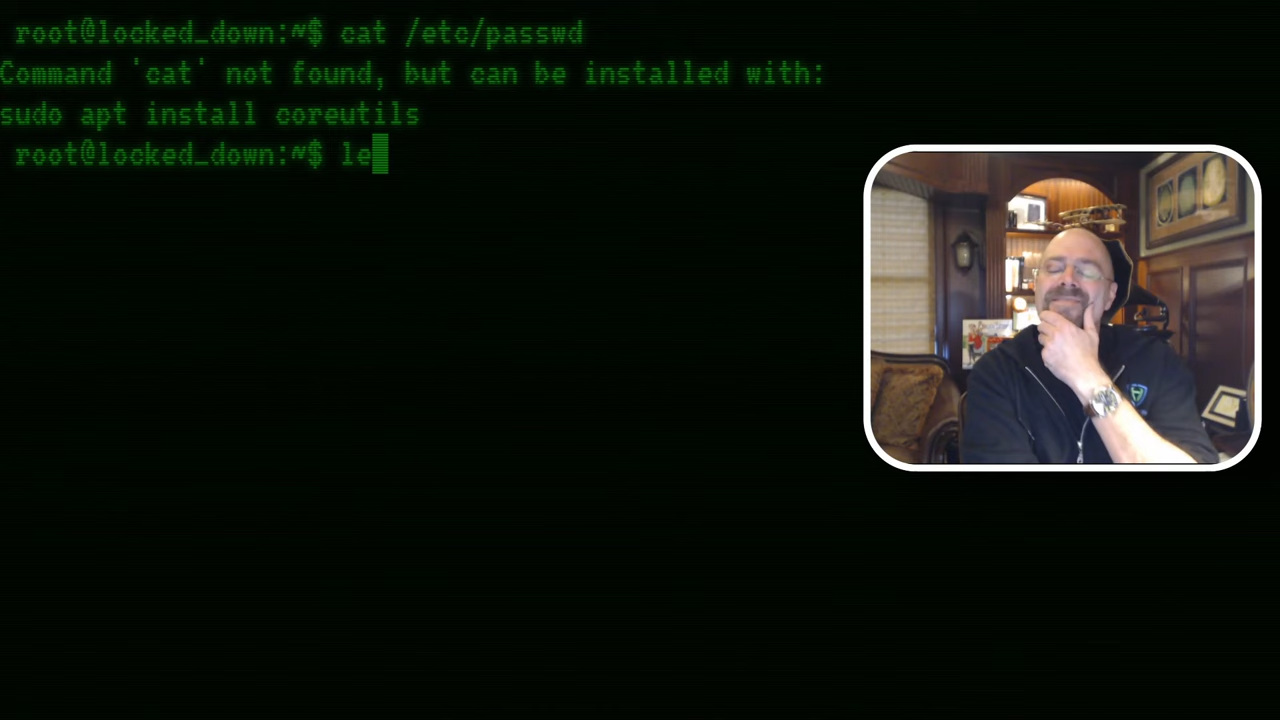 root@locked_down:~$ cat /etc/passwd
Command 'cat' not found, but can be installed with:
sudo apt install coreutils
root@locked_down:~$ le